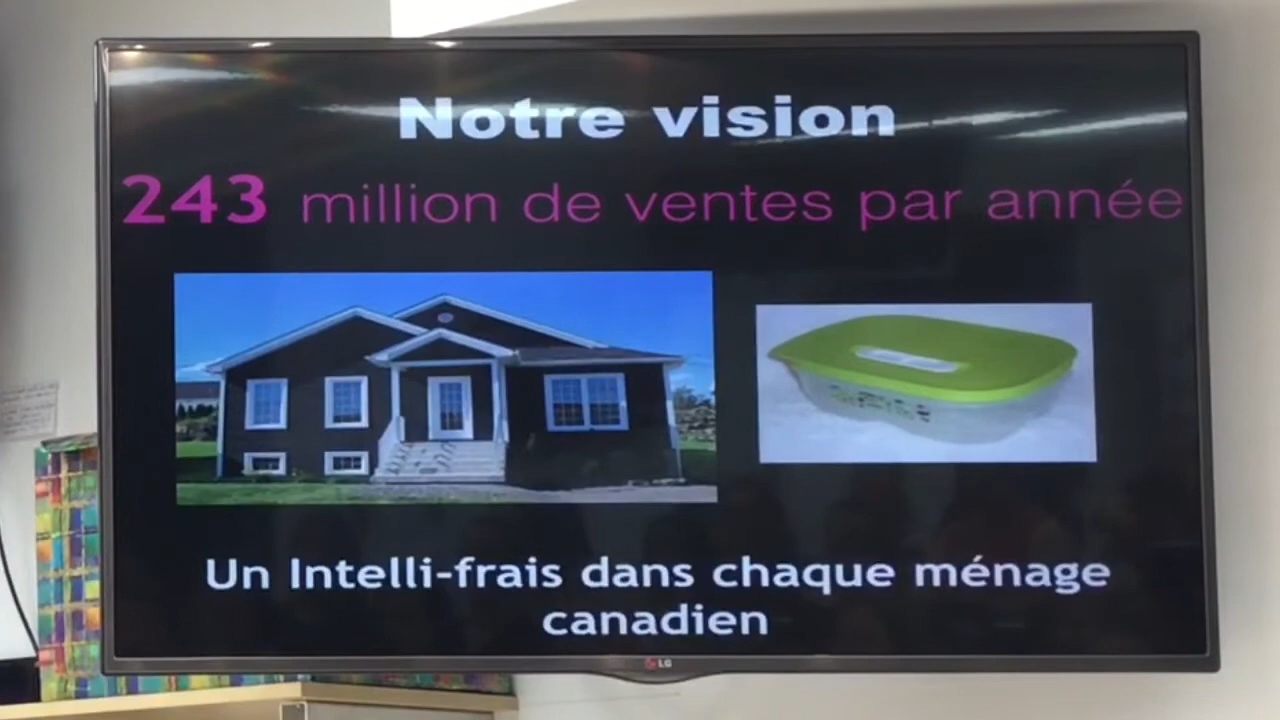 Notre vision
243 million de ventes par année
Un Intelli-frais dans chaque ménage
canadien
LG